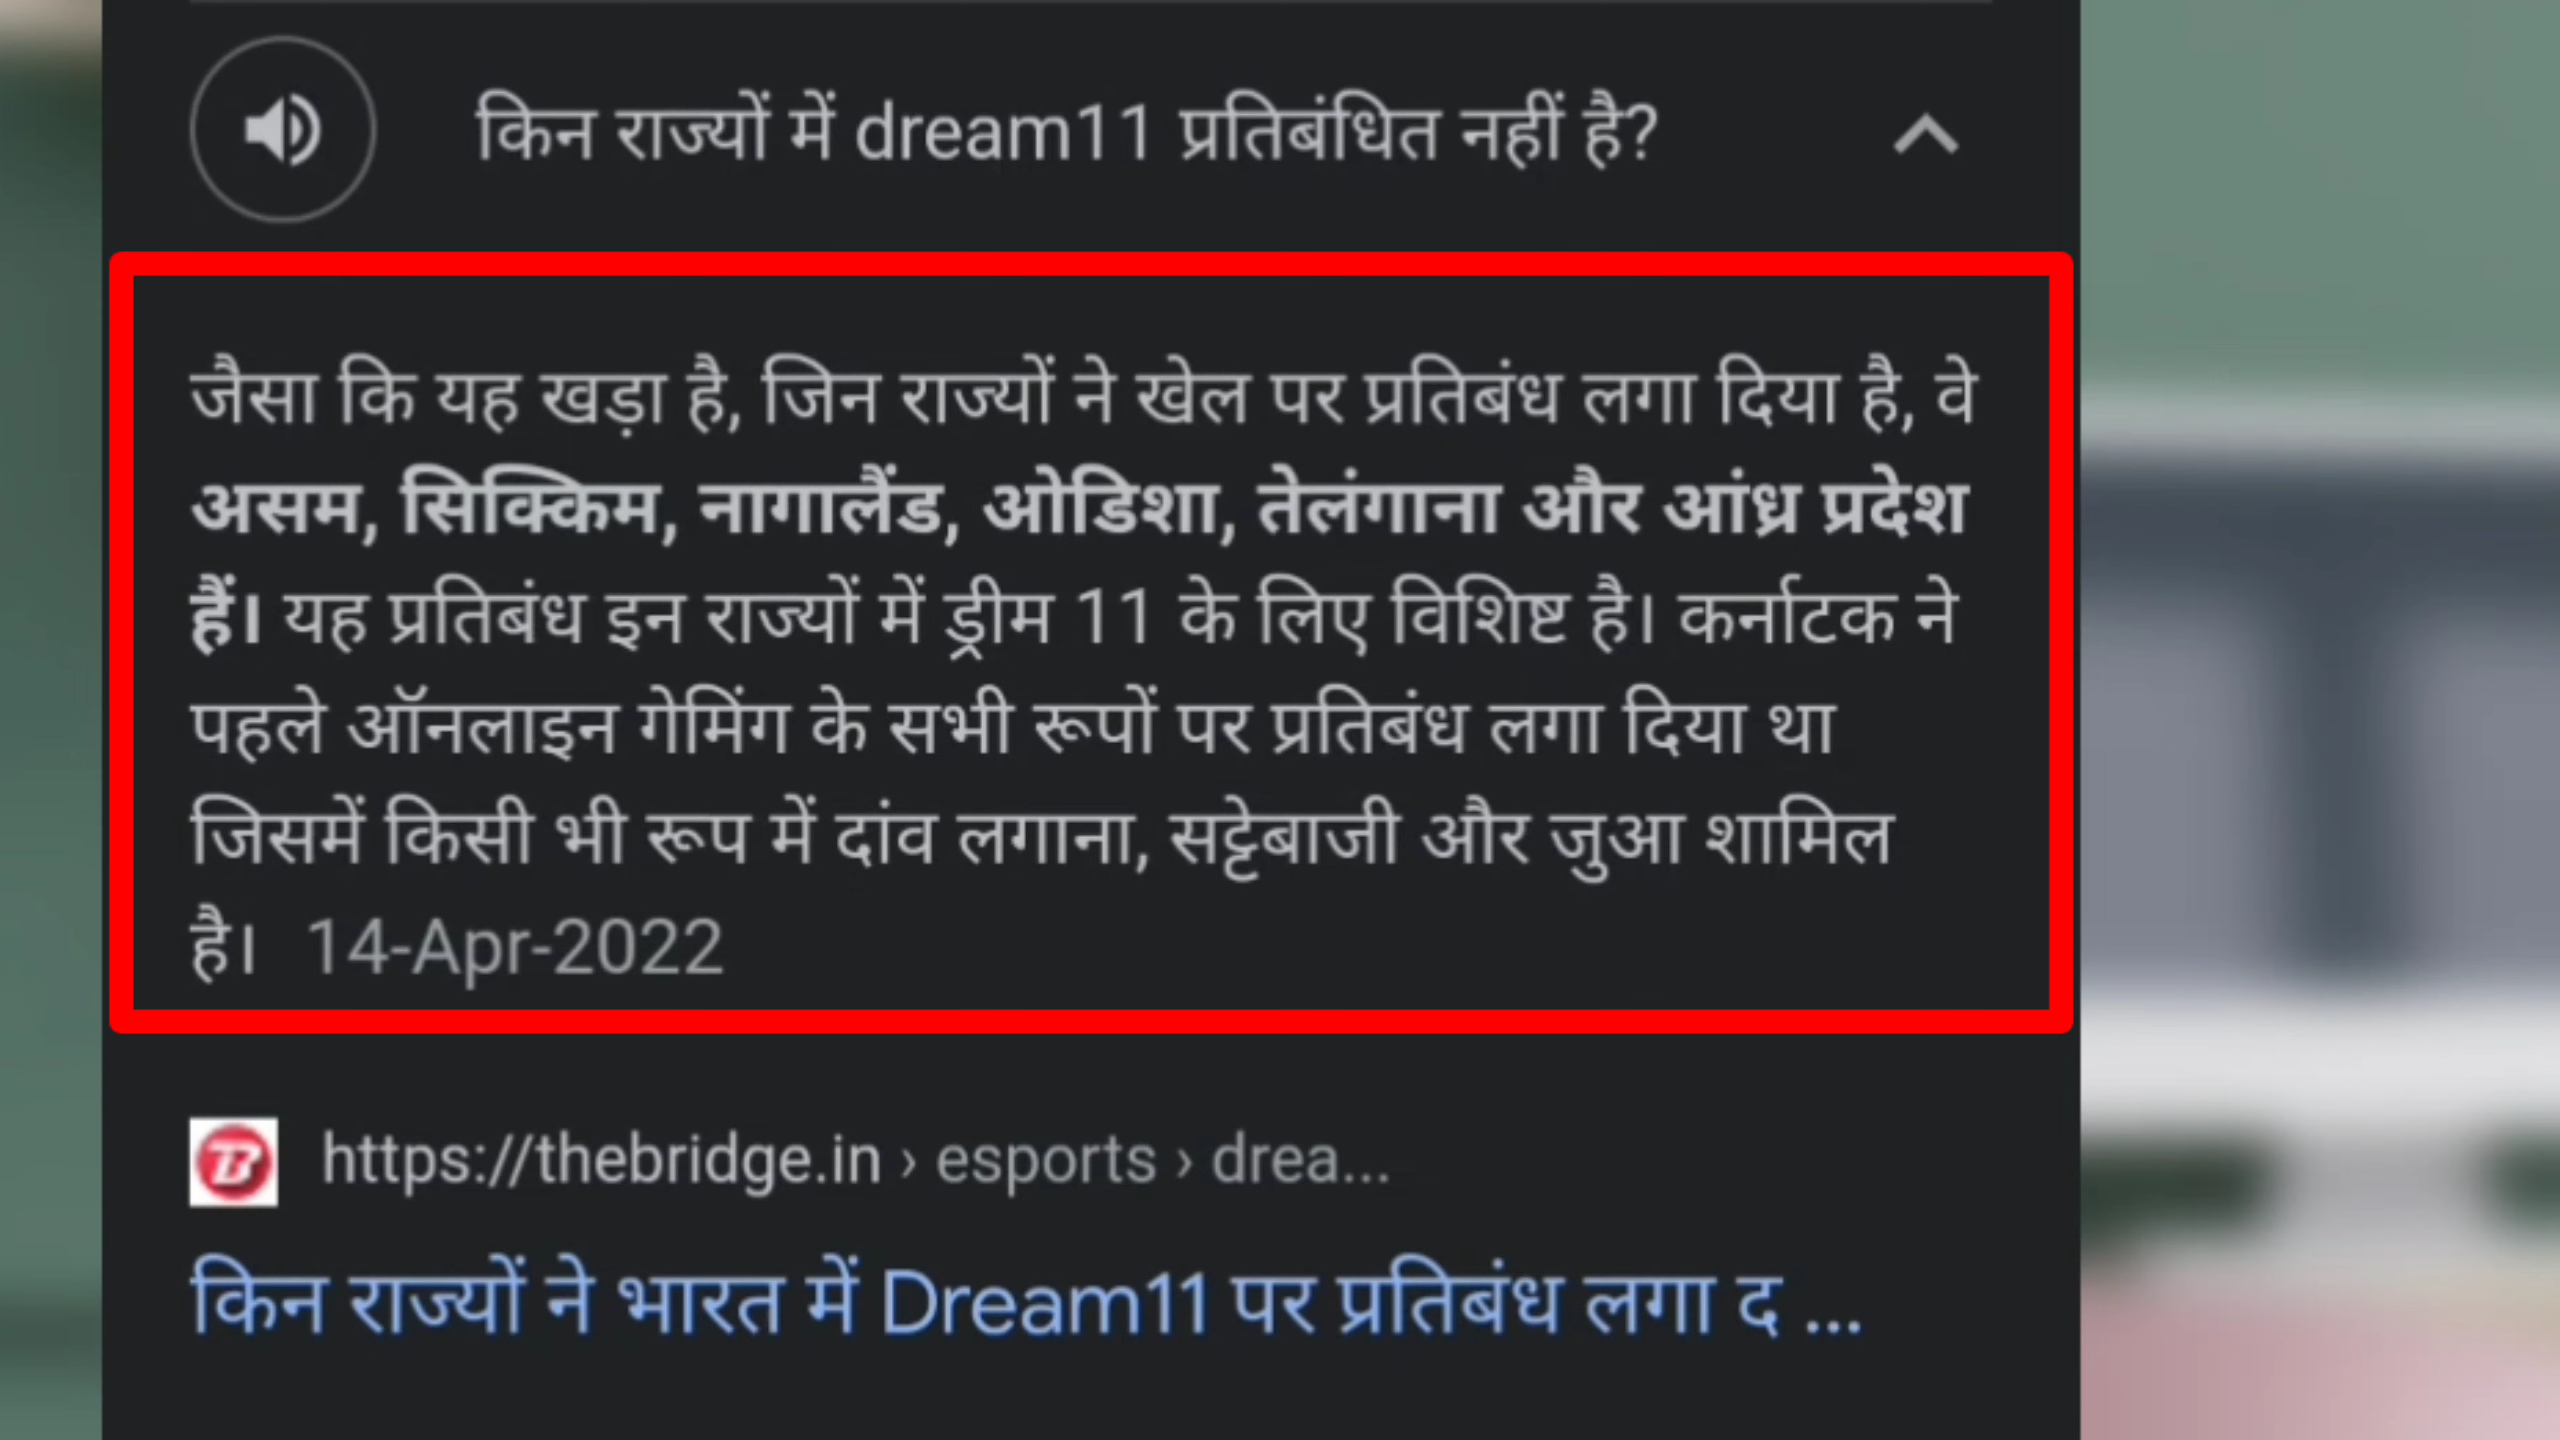 किन राज्यों में dream11 प्रतिबंधित नहीं है?
जैसा कि यह खड़ा है, जिन राज्यों ने खेल पर प्रतिबंध लगा दिया है, वे
असम, सिक्किम, नागालैंड, ओडिशा, तेलंगाना और आंध्र प्रदेश
हैं। यह प्रतिबंध इन राज्यों में ड्रीम 11 के लिए विशिष्ट है। कर्नाटक ने
पहले ऑनलाइन गेमिंग के सभी रूपों पर प्रतिबंध लगा दिया था
जिसमें किसी भी रूप में दांव लगाना, सट्टेबाजी और जुआ शामिल
है। 14-Apr-2022
B https://thebridge.in › esports › drea...
किन राज्यों ने भारत में Dream11 पर प्रतिबंध लगा द ...